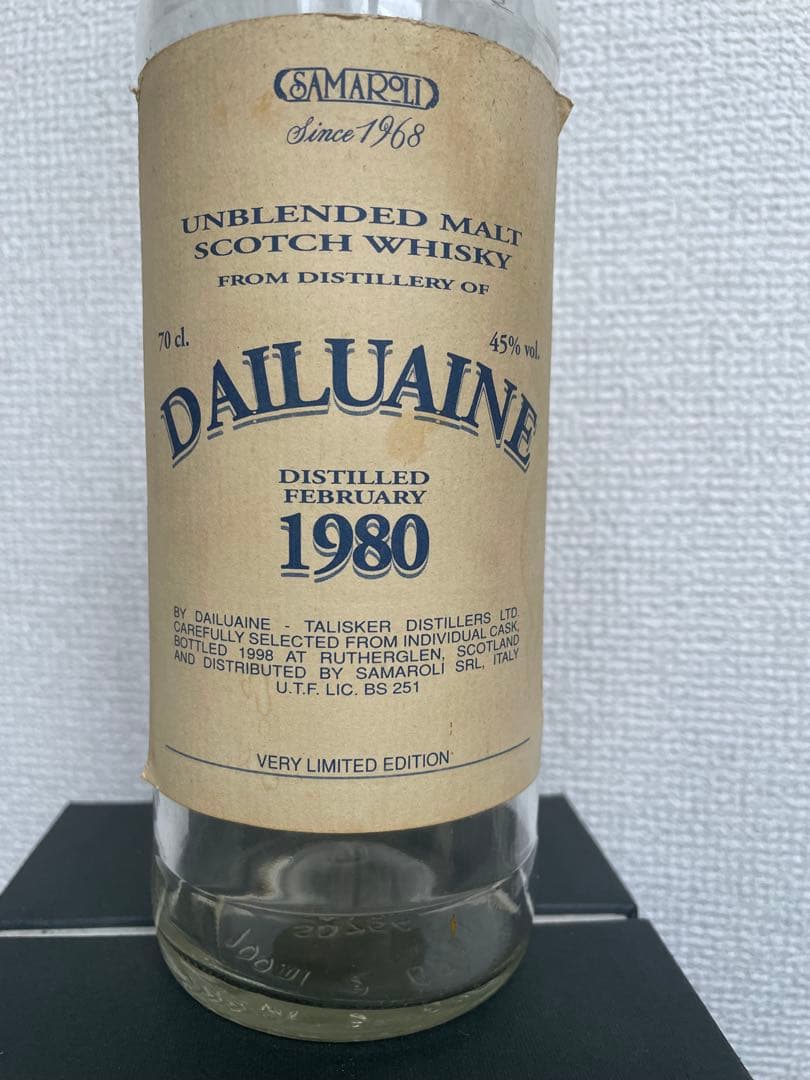 SAMAROLI
Since 1968
UNBLENDED MALT
SCOTCH WHISKY
FROM DISTILLERY OF
70 cl. 45% vol.
DAILUAINE
DISTILLED
FEBRUARY
1980
BY DAILUAINE - TALISKER DISTILLERS LTD.
CAREFULLY SELECTED FROM INDIVIDUAL CASK,
BOTTLED 1998 AT RUTHERGLEN, SCOTLAND
AND DISTRIBUTED BY SAMAROLI SRL, ITALY
U.T.F. LIC. BS 251
VERY LIMITED EDITION